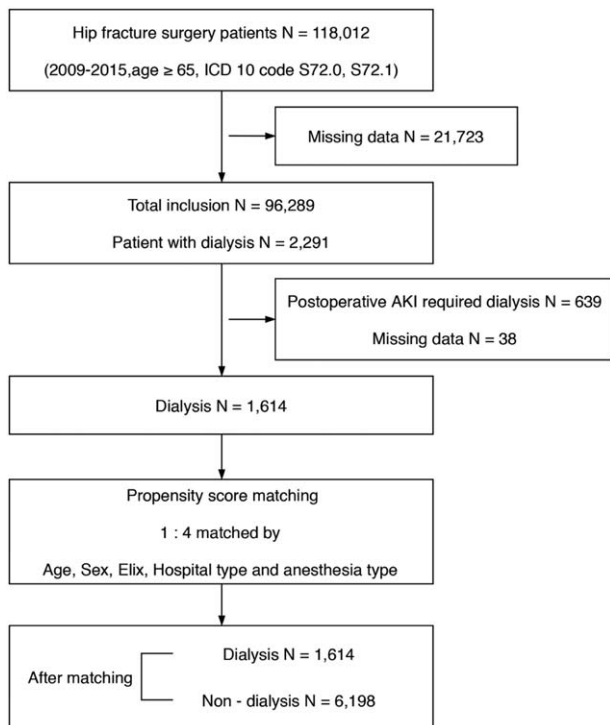 Hip fracture surgery patients N = 118,012
(2009-2015,age ≥ 65, ICD 10 code S72.0, S72.1)
Missing data N = 21,723
Total inclusion N = 96,289
Patient with dialysis N = 2,291
Postoperative AKI required dialysis N = 639
Missing data N = 38
Dialysis N = 1,614
Propensity score matching
1 : 4 matched by
Age, Sex, Elix, Hospital type and anesthesia type
After matching
Dialysis N = 1,614
Non - dialysis N = 6,198